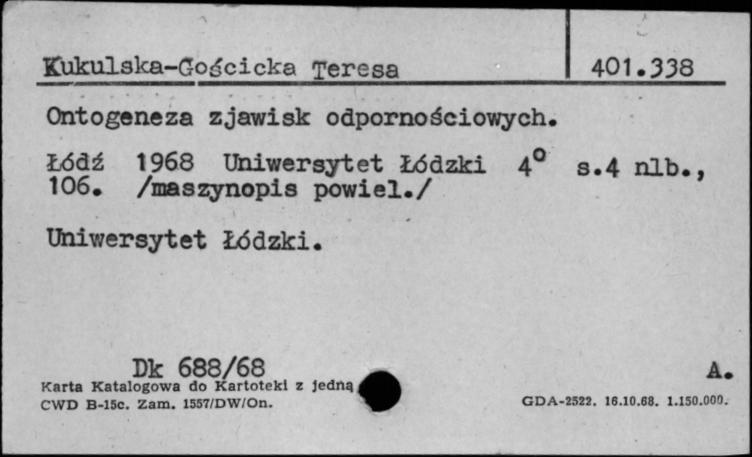 Kukulska-Gościcka Teresa 401.338
Ontogeneza zjawisk odpornościowych.
Łódź 1968 Uniwersytet Łódzki 4° s.4 nlb.,
106. /maszynopis powiel./
Uniwersytet Łódzki.
Dk 688/68 A.
Karta Katalogowa do Kartoteki z jedną
CWD B-15c. Zam. 1557/DW/On. GDA-2522. 16.10.68. 1.150.000.